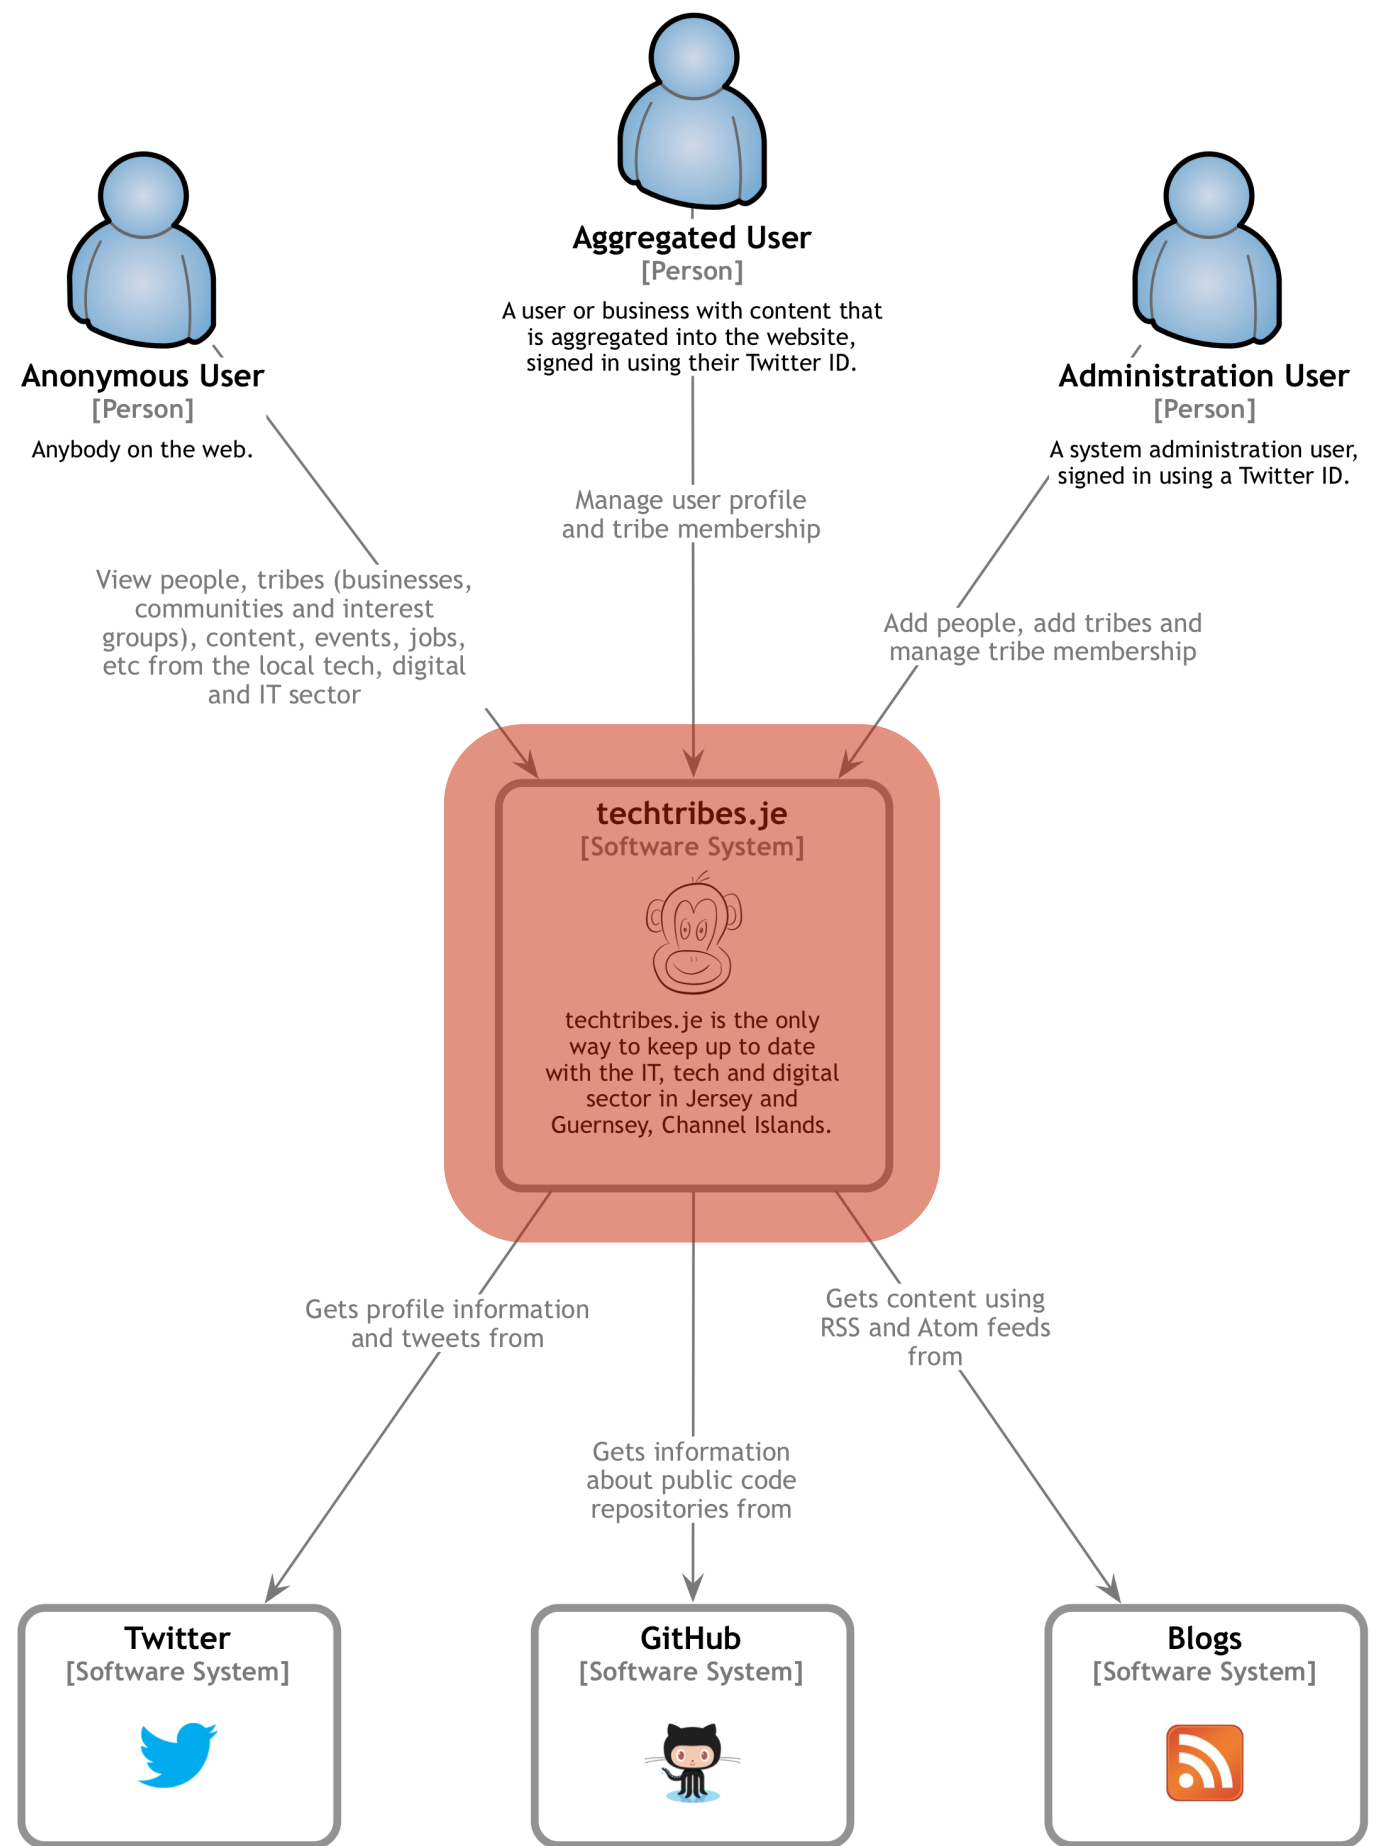 Aggregated User
[Person]
A user or business with content that
is aggregated into the website,
signed in using their Twitter ID.
Anonymous User
[Person]
Anybody on the web.
Administration User
[Person]
A system administration user,
signed in using a Twitter ID.
Manage user profile
and tribe membership
View people, tribes (businesses,
communities and interest
groups), content, events, jobs,
etc from the local tech, digital
and IT sector
Add people, add tribes and
manage tribe membership
techtribes.je
[Software System]
techtribes.je is the only
way to keep up to date
with the IT, tech and digital
sector in Jersey and
Guernsey, Channel Islands.
Gets profile information
and tweets from
Gets content using
RSS and Atom feeds
from
Gets information
about public code
repositories from
Twitter
[Software System]
GitHub
[Software System]
Blogs
[Software System]